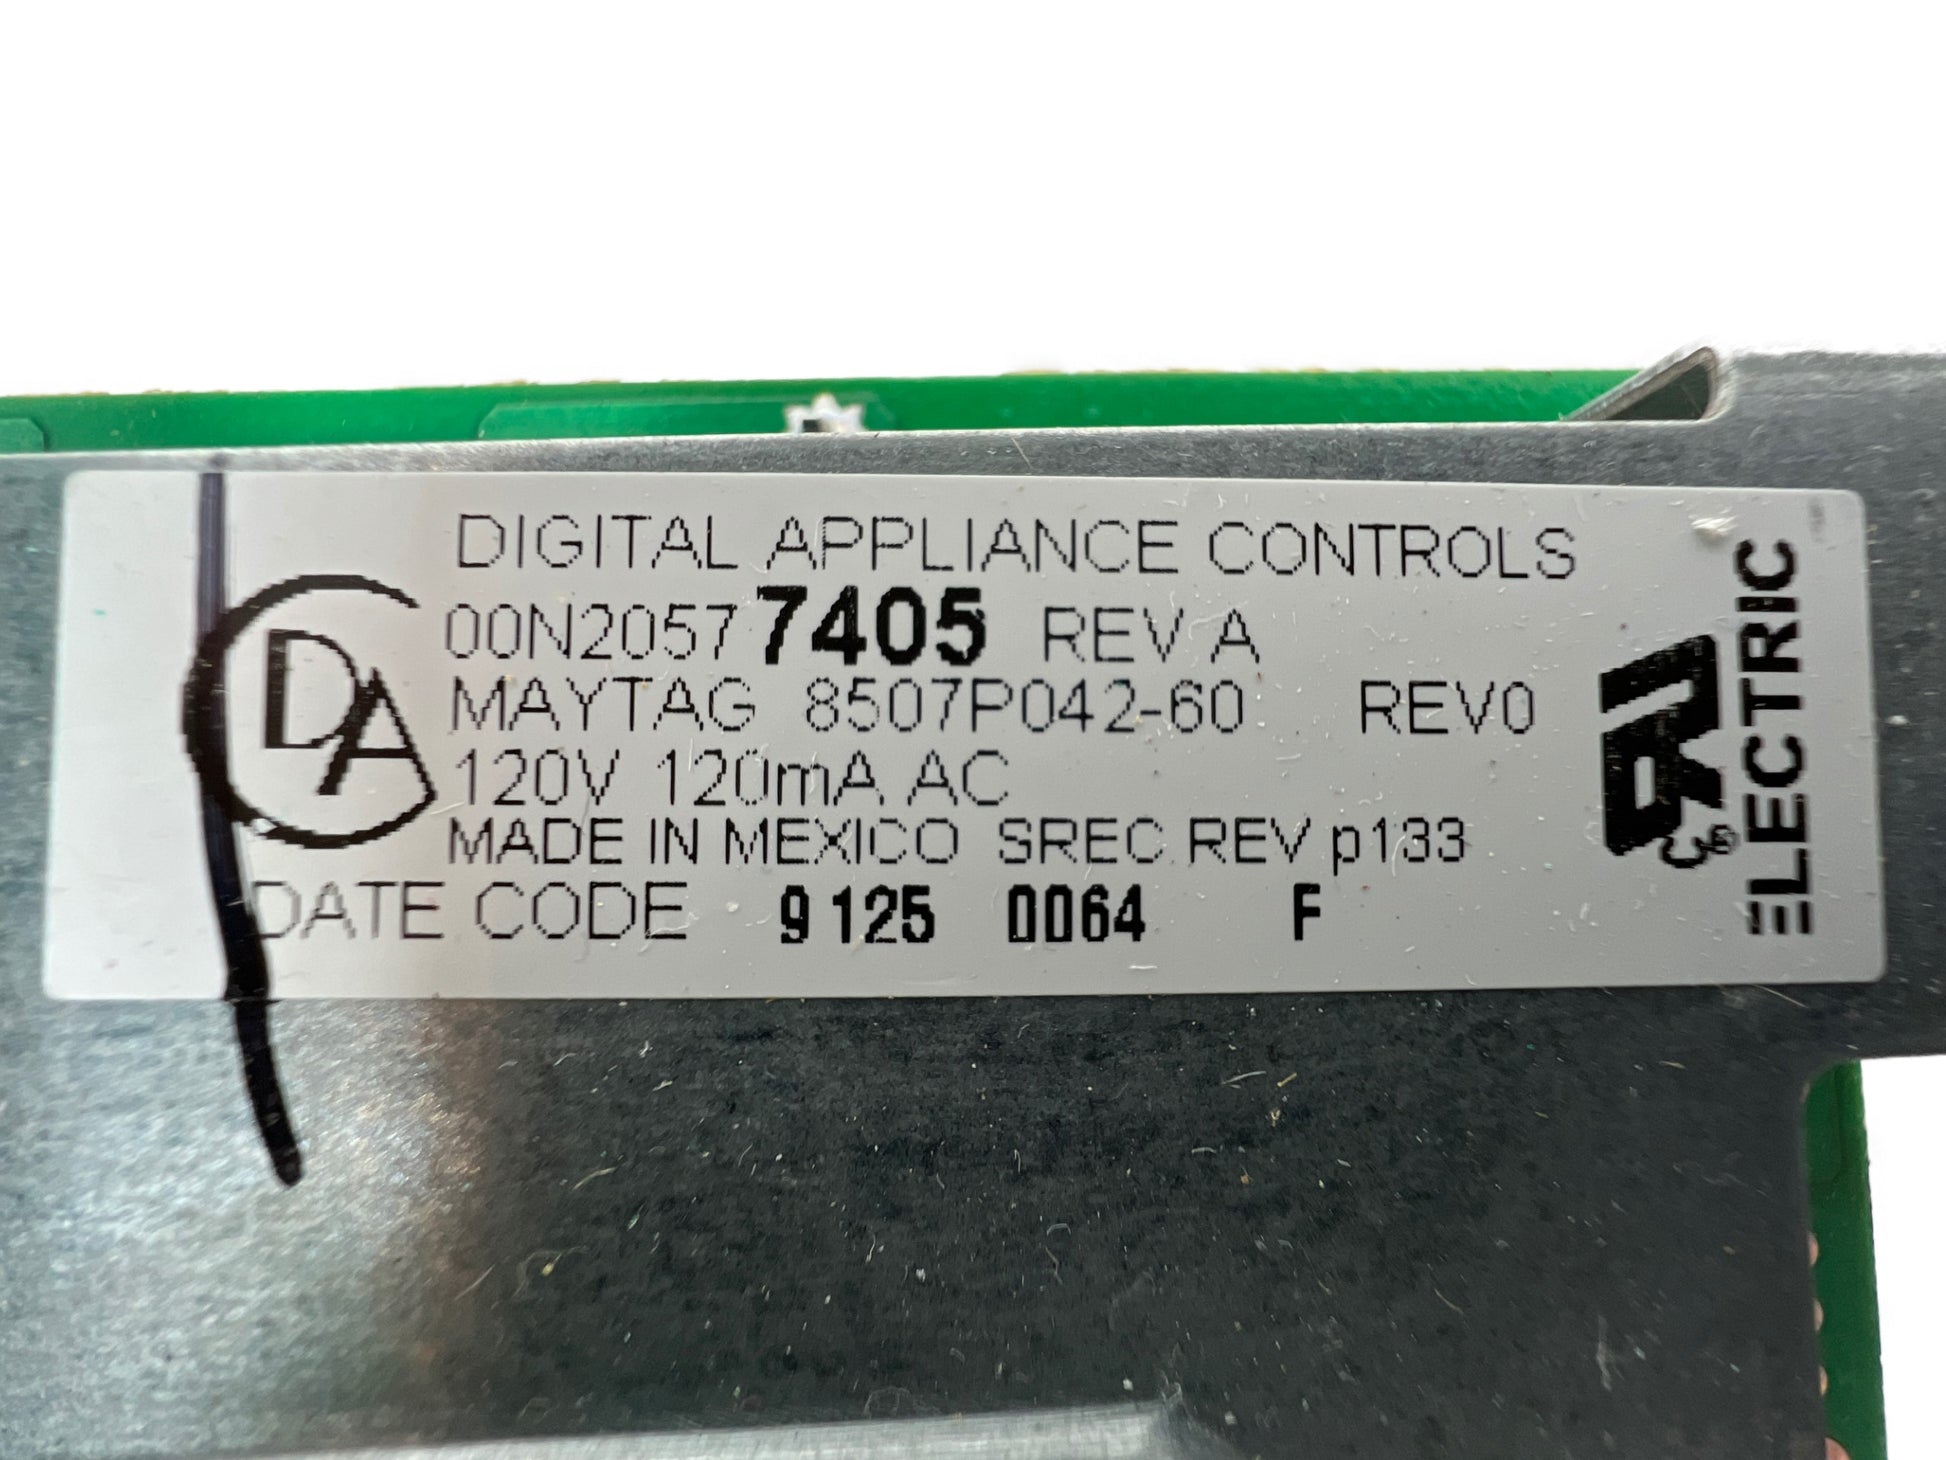 DIGITAL APPLIANCE CONTROLS
00N20577405 REV A
MAYTAG 8507P042-60 REV0
120V 120mA AC
MADE IN MEXICO SREC REV p133
DATE CODE 9125 0064 F
DA
ELECTRIC